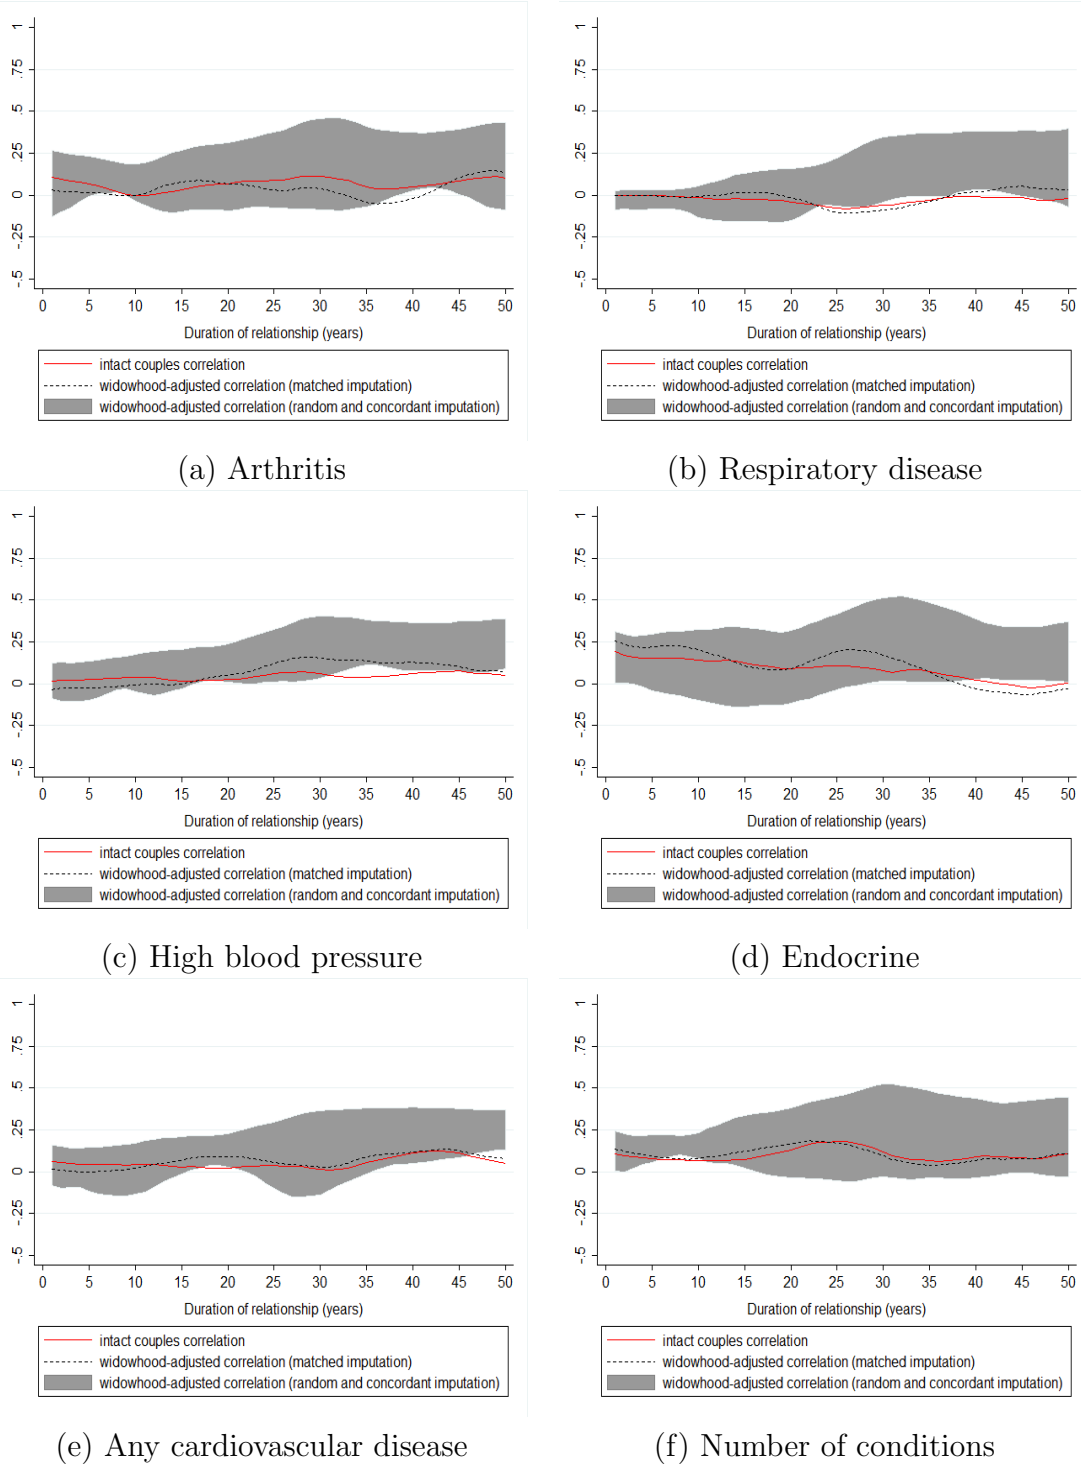 1
.75
.5
.25
0
-.25
-.5
0 5 10 15 20 25 30 35 40 45 50
Duration of relationship (years)
intact couples correlation
widowhood-adjusted correlation (matched imputation)
widowhood-adjusted correlation (random and concordant imputation)
(a) Arthritis
1
.75
.5
.25
0
-.25
-.5
0 5 10 15 20 25 30 35 40 45 50
Duration of relationship (years)
intact couples correlation
widowhood-adjusted correlation (matched imputation)
widowhood-adjusted correlation (random and concordant imputation)
(b) Respiratory disease
1
.75
.5
.25
0
-.25
-.5
0 5 10 15 20 25 30 35 40 45 50
Duration of relationship (years)
intact couples correlation
widowhood-adjusted correlation (matched imputation)
widowhood-adjusted correlation (random and concordant imputation)
(c) High blood pressure
1
.75
.5
.25
0
-.25
-.5
0 5 10 15 20 25 30 35 40 45 50
Duration of relationship (years)
intact couples correlation
widowhood-adjusted correlation (matched imputation)
widowhood-adjusted correlation (random and concordant imputation)
(d) Endocrine
1
.75
.5
.25
0
-.25
-.5
0 5 10 15 20 25 30 35 40 45 50
Duration of relationship (years)
intact couples correlation
widowhood-adjusted correlation (matched imputation)
widowhood-adjusted correlation (random and concordant imputation)
(e) Any cardiovascular disease
1
.75
.5
.25
0
-.25
-.5
0 5 10 15 20 25 30 35 40 45 50
Duration of relationship (years)
intact couples correlation
widowhood-adjusted correlation (matched imputation)
widowhood-adjusted correlation (random and concordant imputation)
(f) Number of conditions